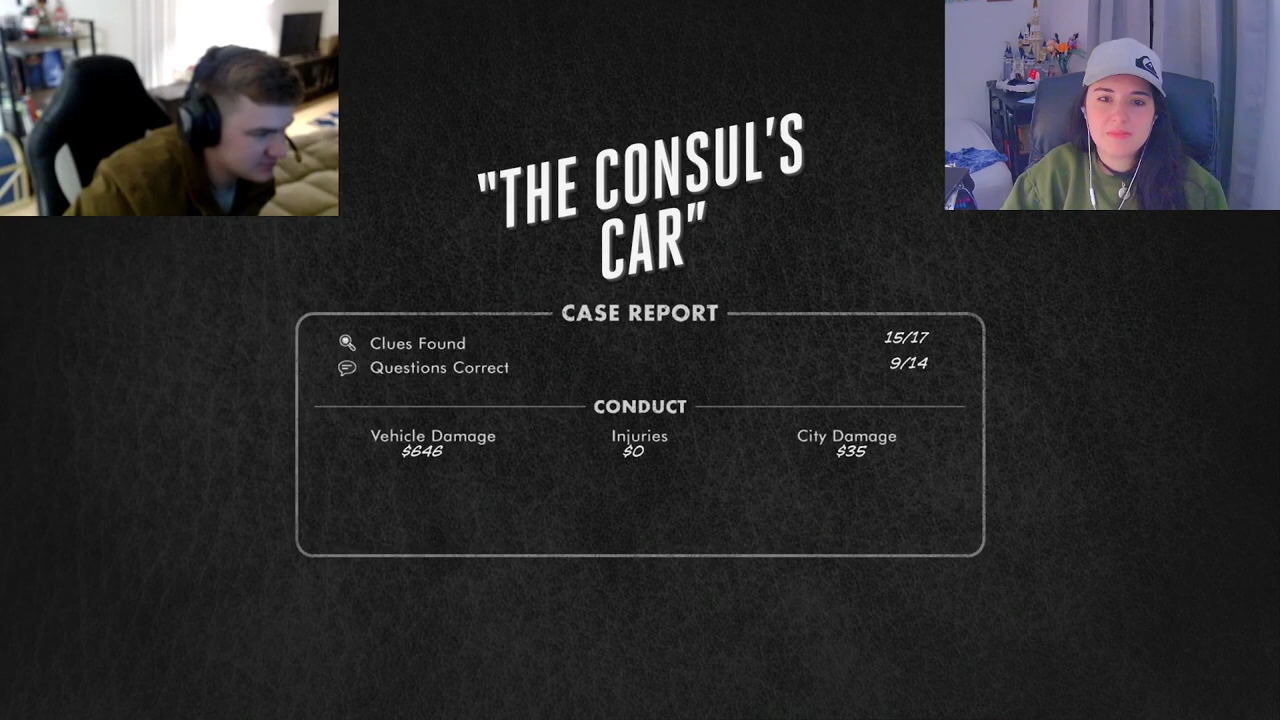 "THE CONSUL'S
CAR"
CASE REPORT
Clues Found 15/17
Questions Correct 9/14
CONDUCT
Vehicle Damage Injuries City Damage
$646 $0 $35